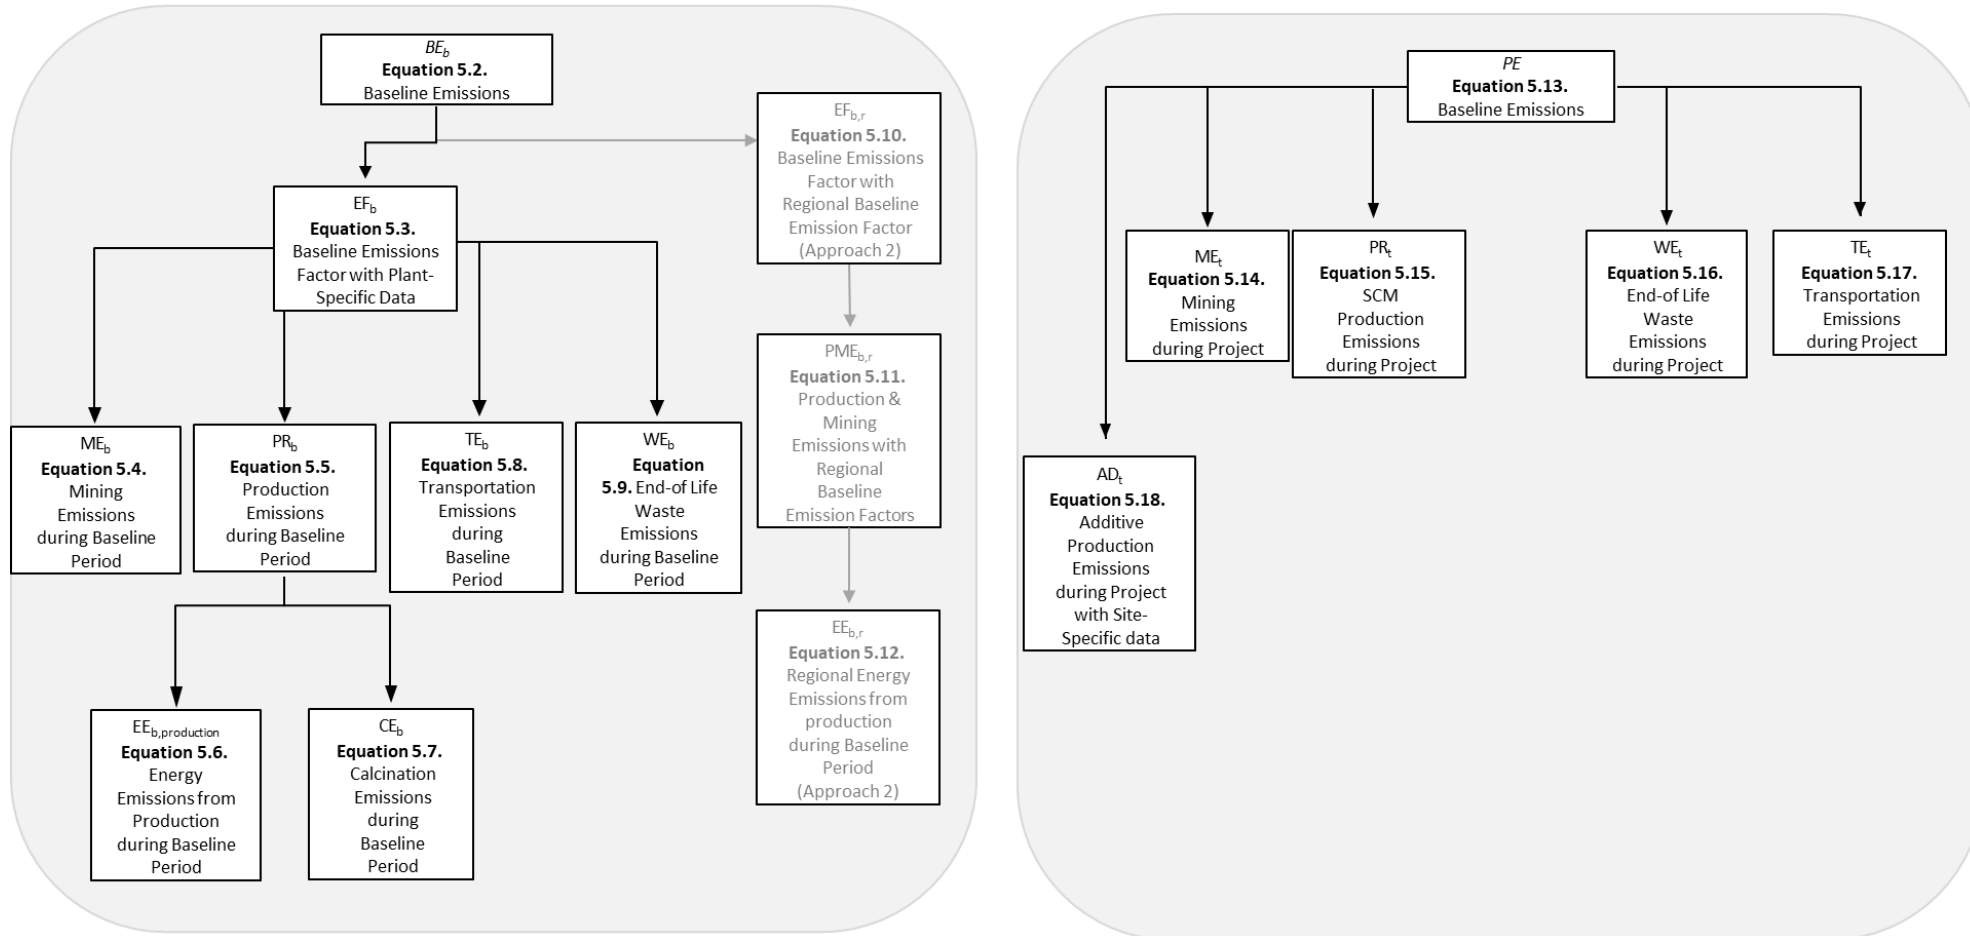 BE_b
Equation 5.2.
Baseline Emissions
EF_b
Equation 5.3.
Baseline Emissions
Factor with Plant-
Specific Data
ME_b
Equation 5.4.
Mining
Emissions
during Baseline
Period
PR_b
Equation 5.5.
Production
Emissions
during Baseline
Period
TE_b
Equation 5.8.
Transportation
Emissions
during
Baseline
Period
WE_b
Equation
5.9. End-of Life
Waste
Emissions
during Baseline
Period
EE_b,production
Equation 5.6.
Energy
Emissions from
Production
during Baseline
Period
CE_b
Equation 5.7.
Calcination
Emissions
during
Baseline
Period
EF_b,r
Equation 5.10.
Baseline Emissions
Factor with
Regional Baseline
Emission Factor
(Approach 2)
PME_b,r
Equation 5.11.
Production &
Mining
Emissions with
Regional
Baseline
Emission Factors
EE_b,r
Equation 5.12.
Regional Energy
Emissions from
production
during Baseline
Period
(Approach 2)
PE
Equation 5.13.
Baseline Emissions
ME_t
Equation 5.14.
Mining
Emissions
during Project
PR_t
Equation 5.15.
SCM
Production
Emissions
during Project
WE_t
Equation 5.16.
End-of Life
Waste
Emissions
during Project
TE_t
Equation 5.17.
Transportation
Emissions
during Project
AD_t
Equation 5.18.
Additive
Production
Emissions
during Project
with Site-
Specific data